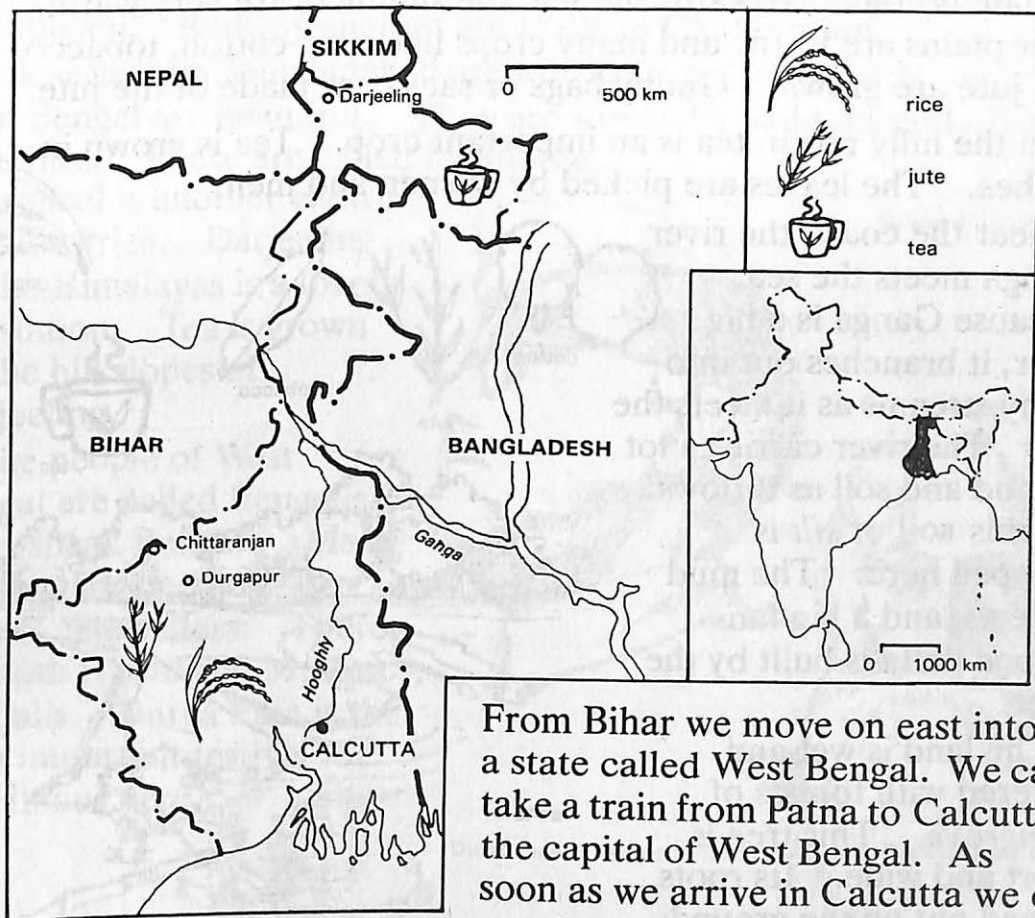 SIKKIM
NEPAL
Darjeeling
0 500 km
rice
jute
tea
BIHAR
BANGLADESH
Ganga
Chittaranjan
Durgapur
Hooghly
CALCUTTA
0 1000 km
From Bihar we move on east into
a state called West Bengal. We
take a train from Patna to
the capital of West Bengal. As
soon as we arrive in Calcutta we